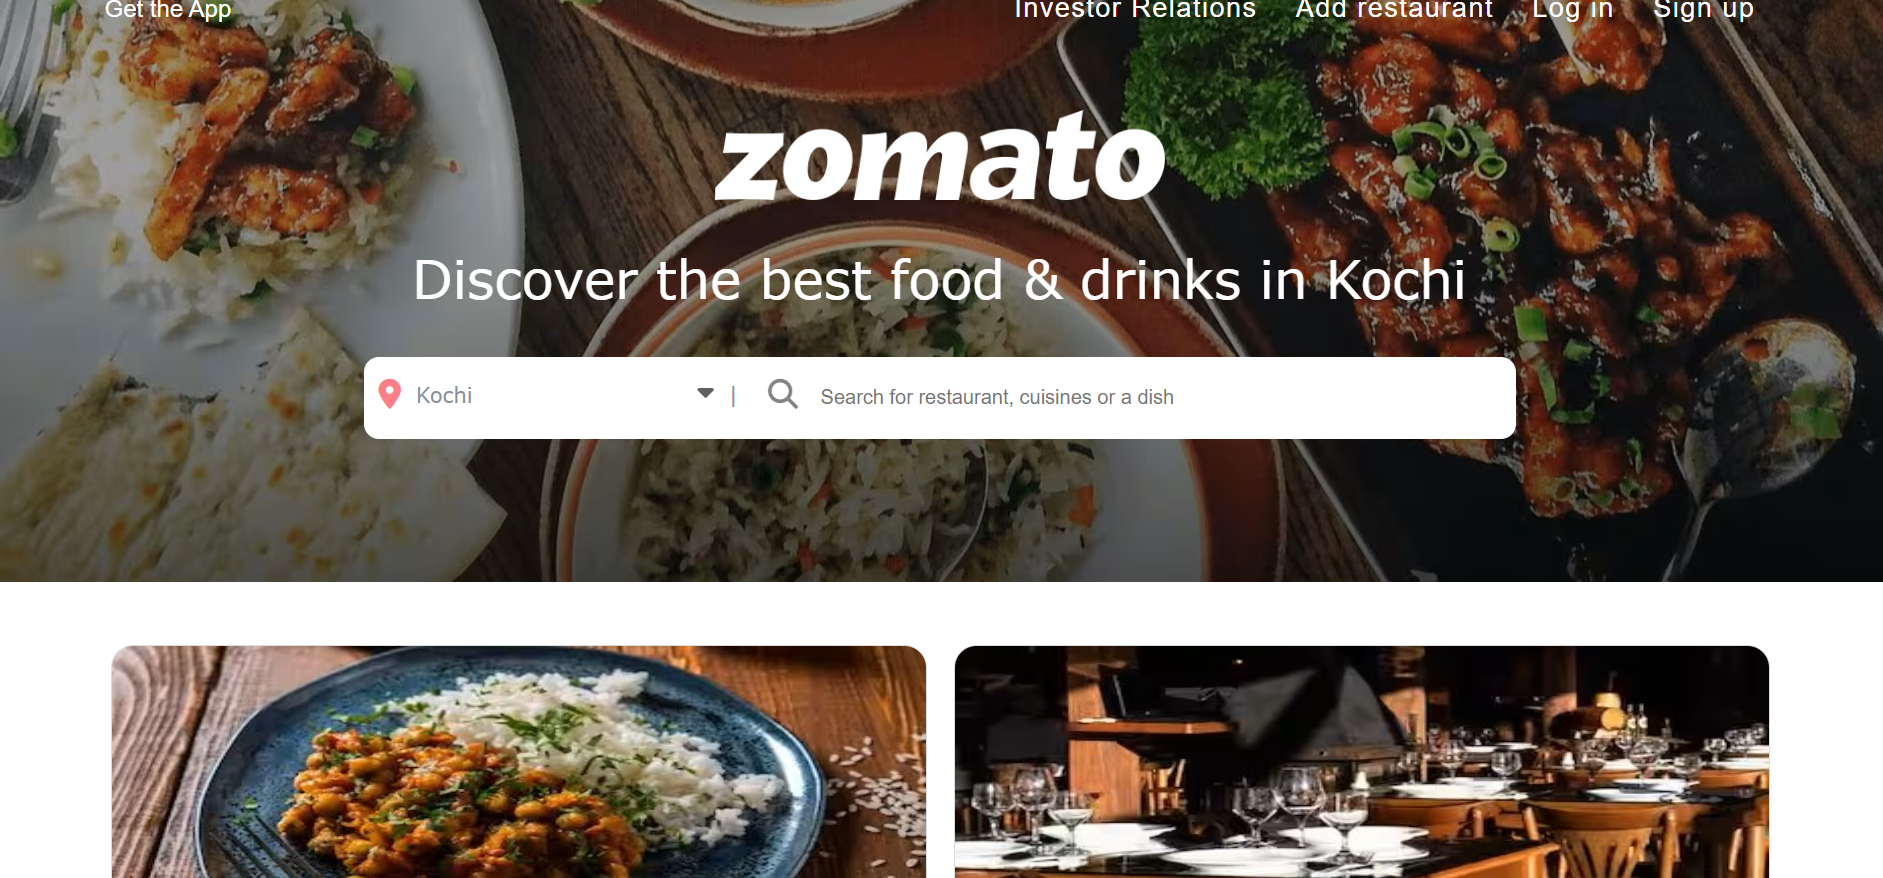 Get the App Investor Relations Add restaurant Log in Sign up
zomato
Discover the best food & drinks in Kochi
Kochi | Search for restaurant, cuisines or a dish